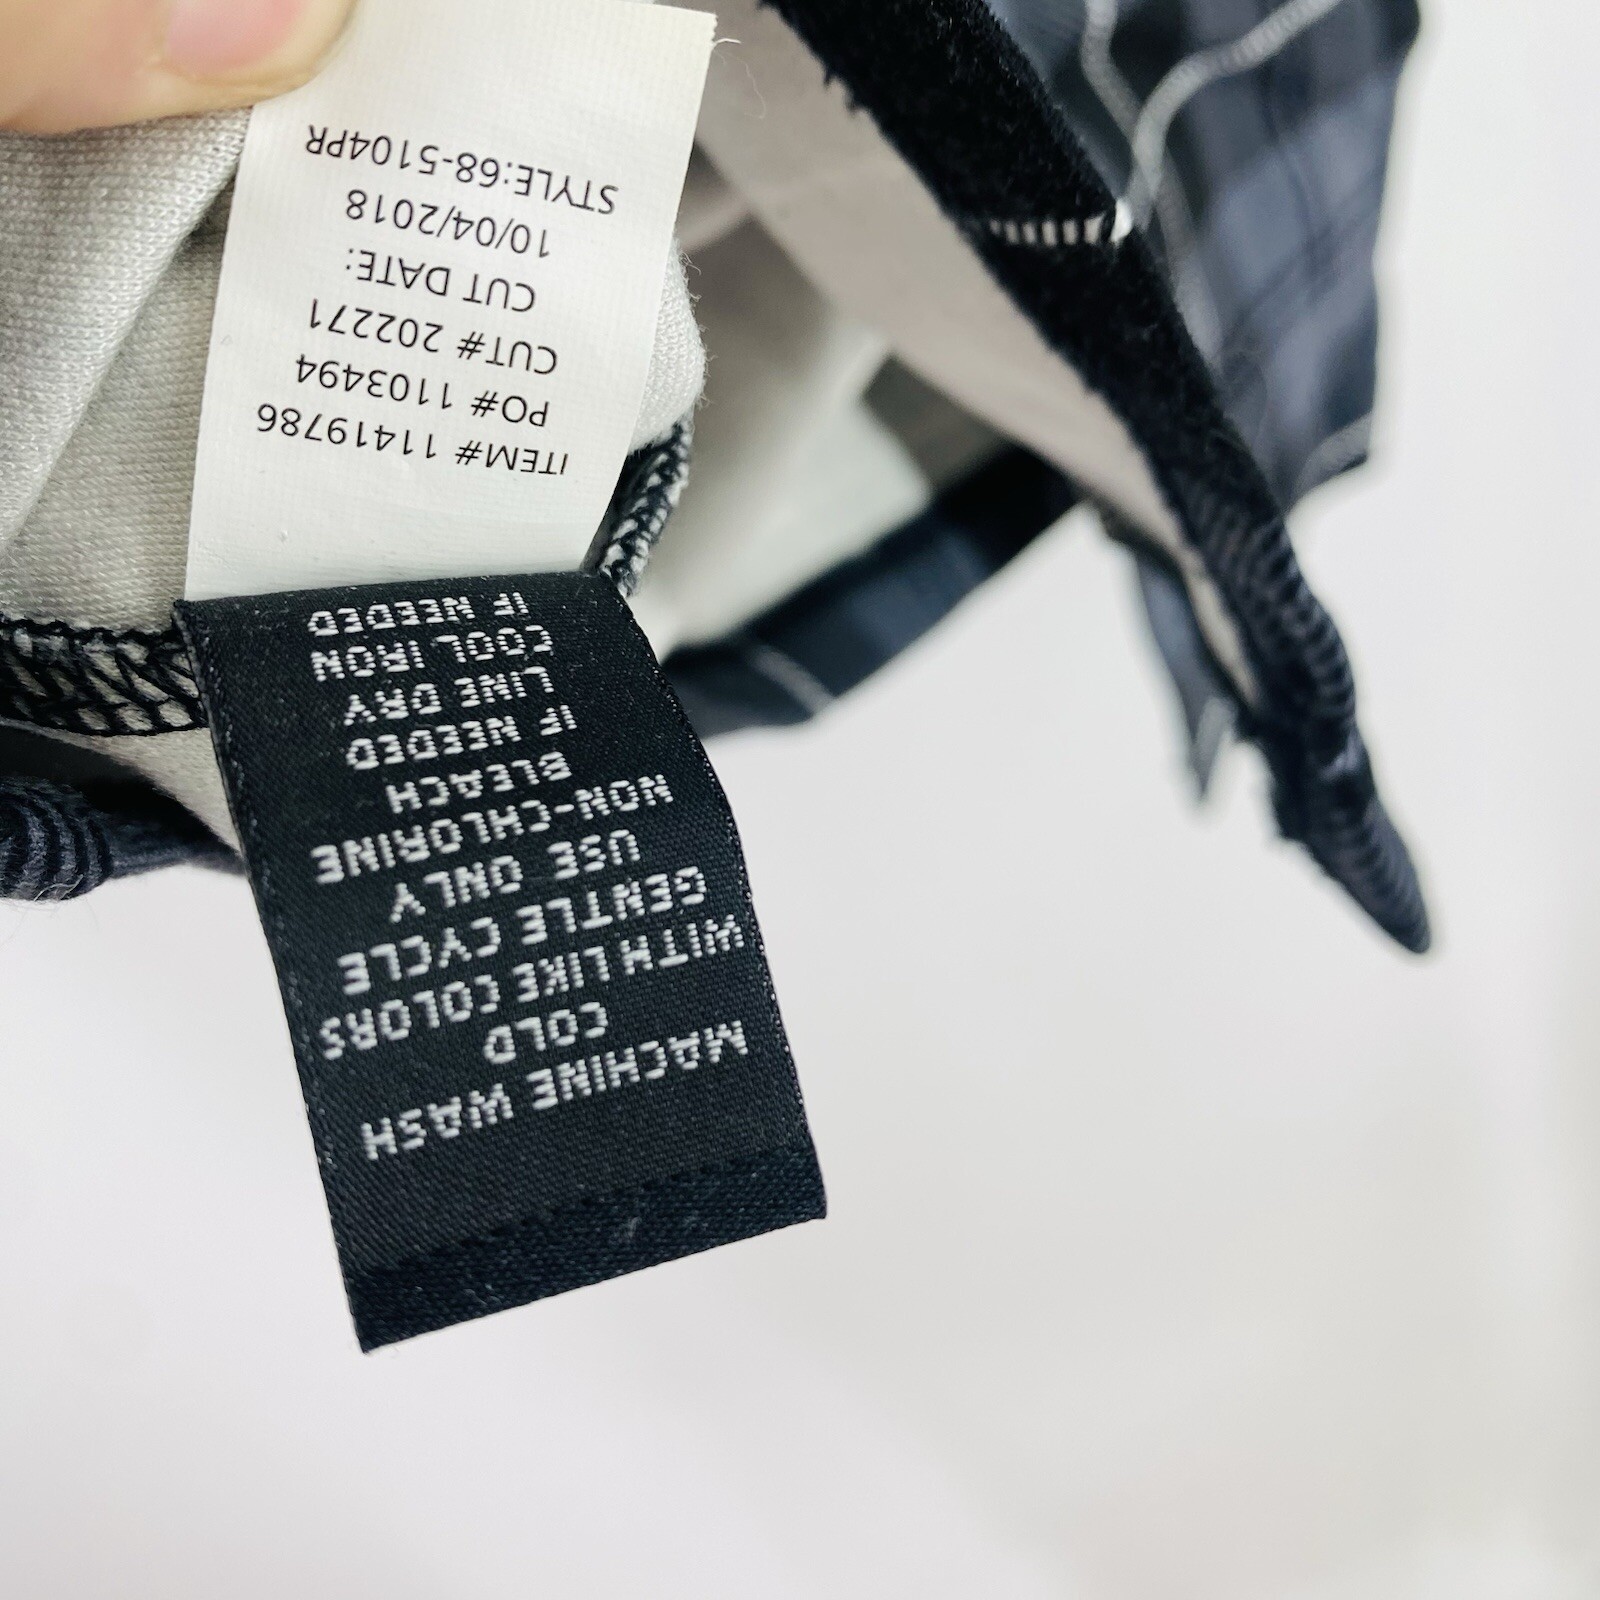 MACHINE WASH
COLD
WITH LIKE COLORS
GENTLE CYCLE
USE ONLY
NON-CHLORINE
BLEACH
IF NEEDED
LINE DRY
COOL IRON
IF NEEDED
ITEM# 11419786
PO# 1103494
CUT# 202271
CUT DATE:
10/04/2018
STYLE:68-5104PR